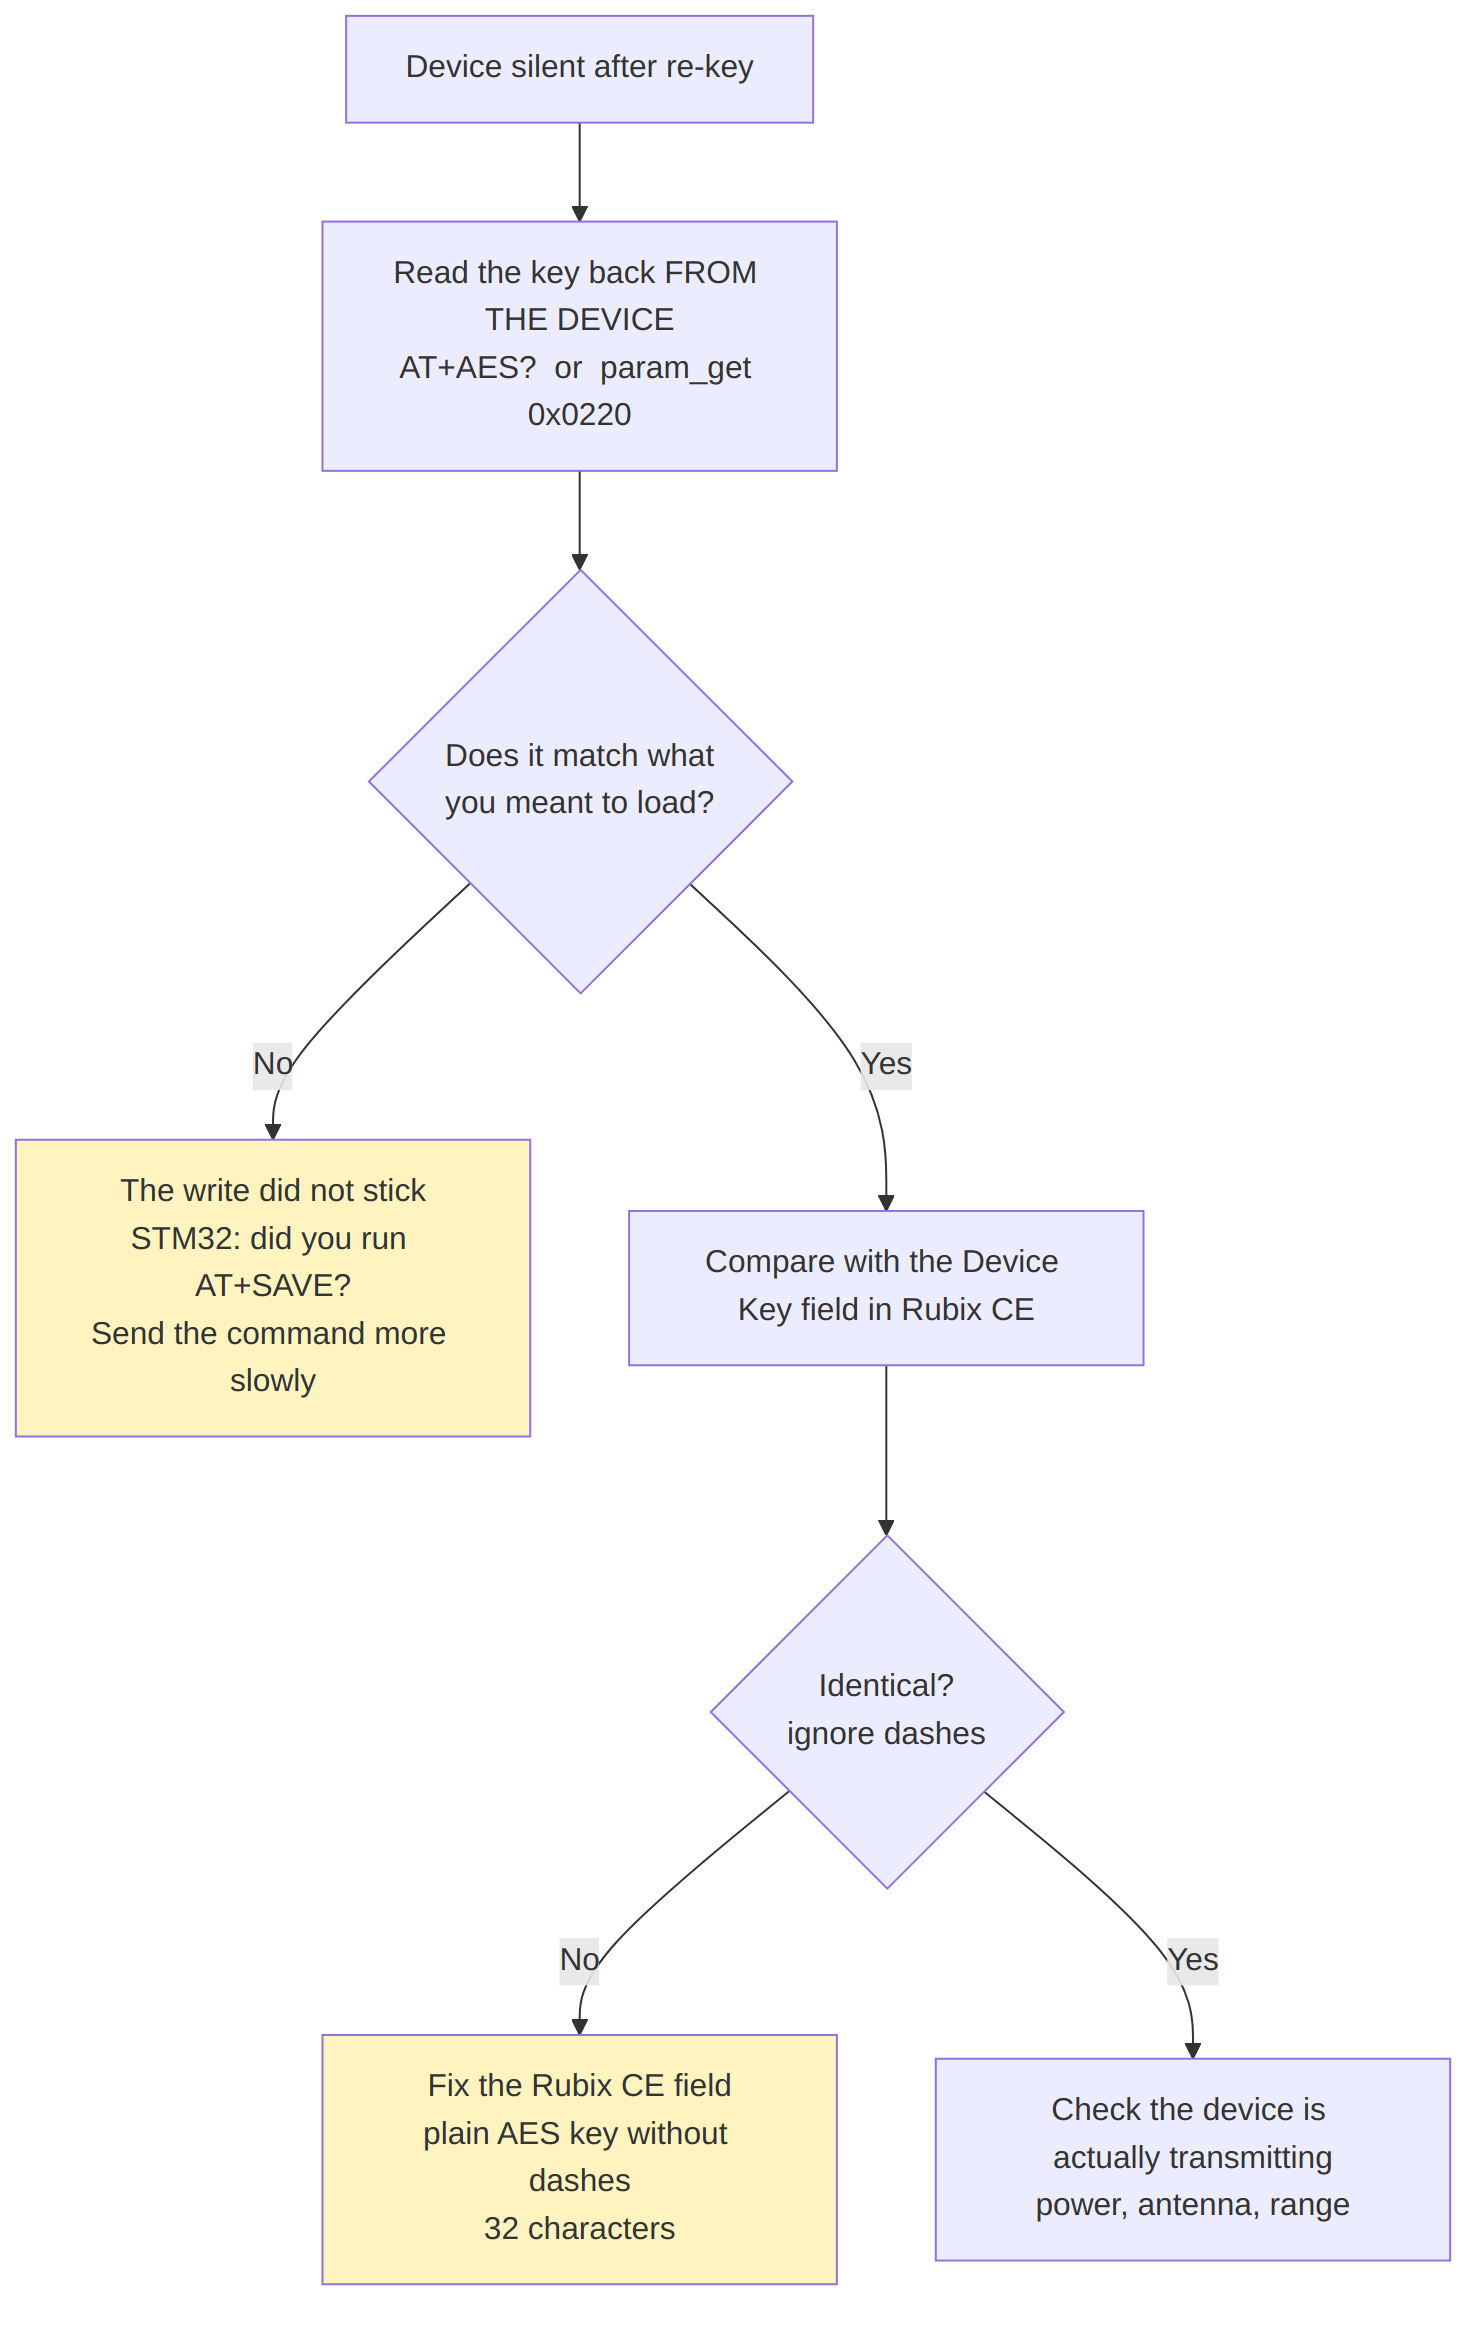 Device silent after re-key
Read the key back FROM
THE DEVICE
AT+AES?  or  param_get
0x0220
Does it match what
you meant to load?
No
Yes
The write did not stick
STM32: did you run
AT+SAVE?
Send the command more
slowly
Compare with the Device
Key field in Rubix CE
Identical?
ignore dashes
No
Yes
Fix the Rubix CE field
plain AES key without
dashes
32 characters
Check the device is
actually transmitting
power, antenna, range